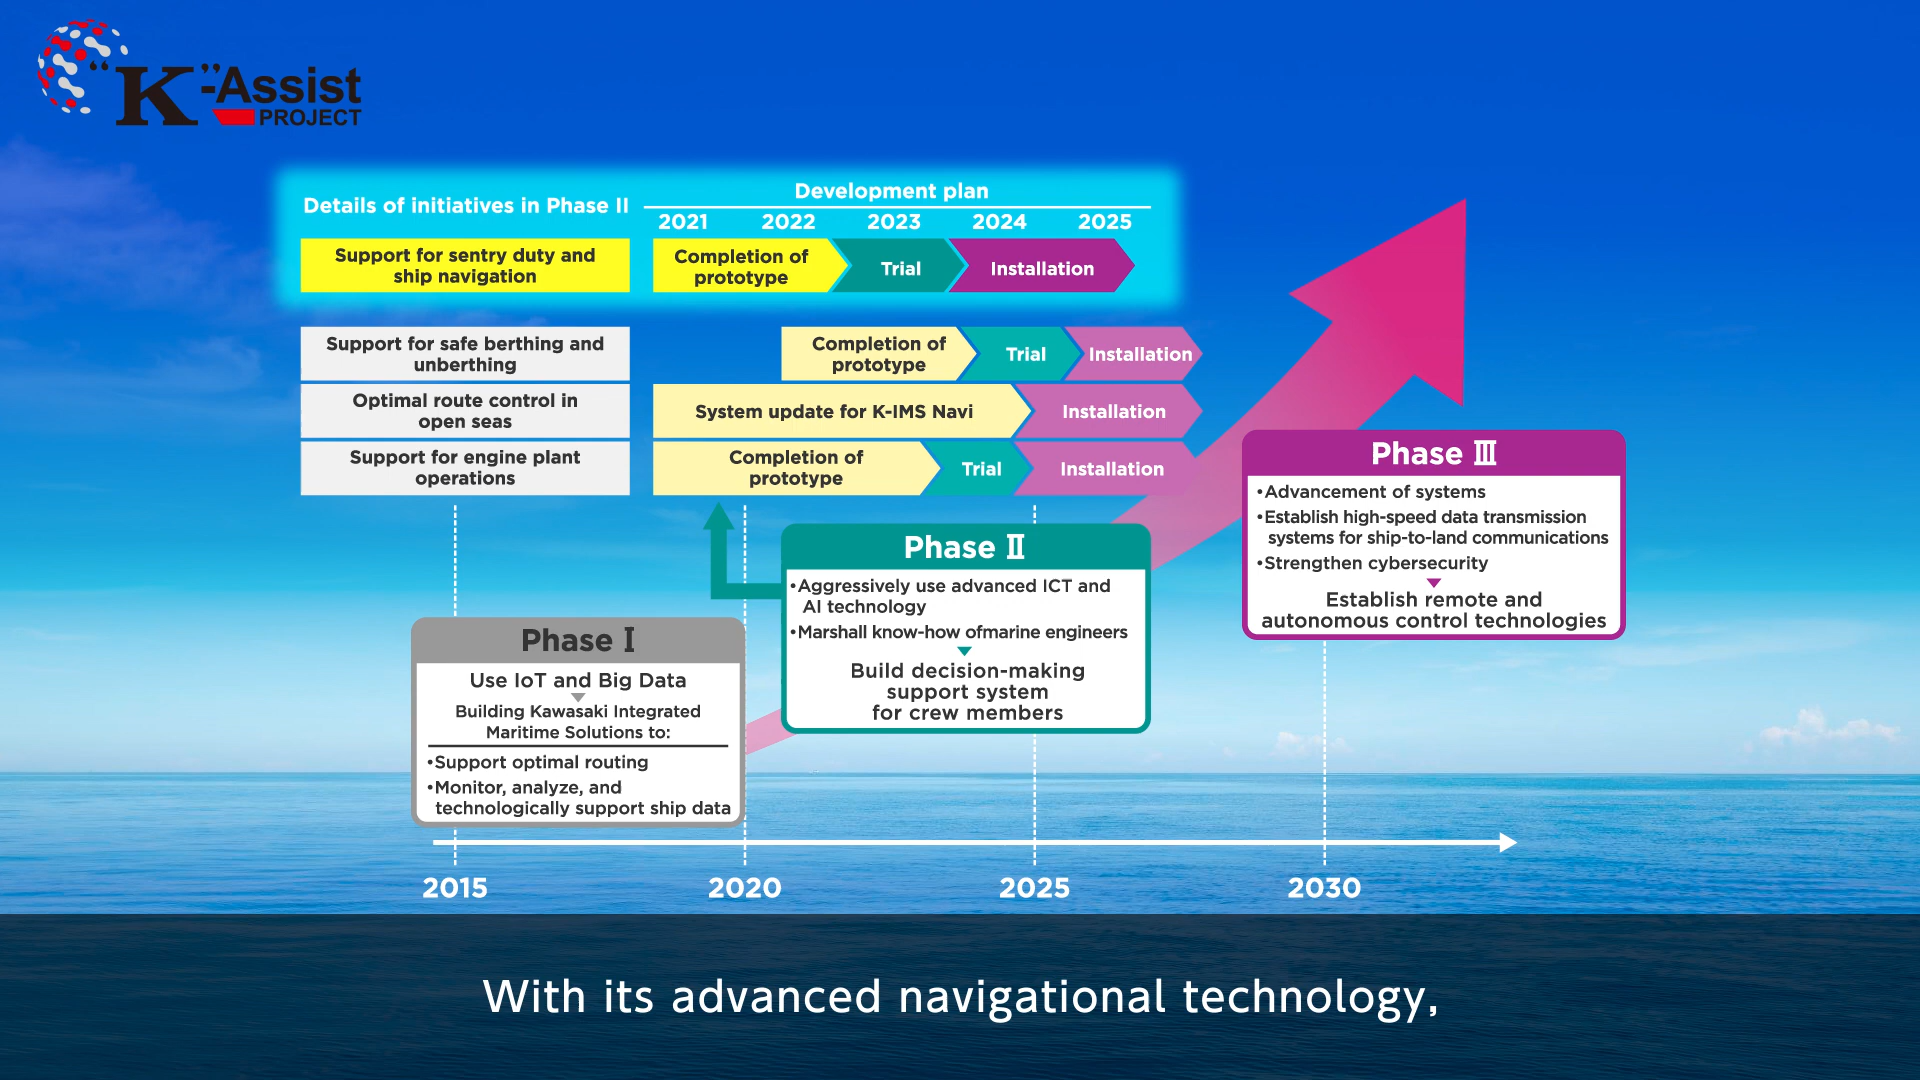 "K"-Assist
PROJECT
Details of initiatives in Phase II
Development plan
2021 2022 2023 2024 2025
Support for sentry duty and
ship navigation
Completion of
prototype
Trial
Installation
Support for safe berthing and
unberthing
Completion of
prototype
Trial
Installation
Optimal route control in
open seas
System update for K-IMS Navi
Installation
Support for engine plant
operations
Completion of
prototype
Trial
Installation
Phase Ⅰ
Use IoT and Big Data
Building Kawasaki Integrated
Maritime Solutions to:
•Support optimal routing
•Monitor, analyze, and
technologically support ship data
Phase Ⅱ
•Aggressively use advanced ICT and
AI technology
•Marshall know-how ofmarine engineers
Build decision-making
support system
for crew members
Phase Ⅲ
•Advancement of systems
•Establish high-speed data transmission
systems for ship-to-land communications
•Strengthen cybersecurity
Establish remote and
autonomous control technologies
2015 2020 2025 2030
With its advanced navigational technology,